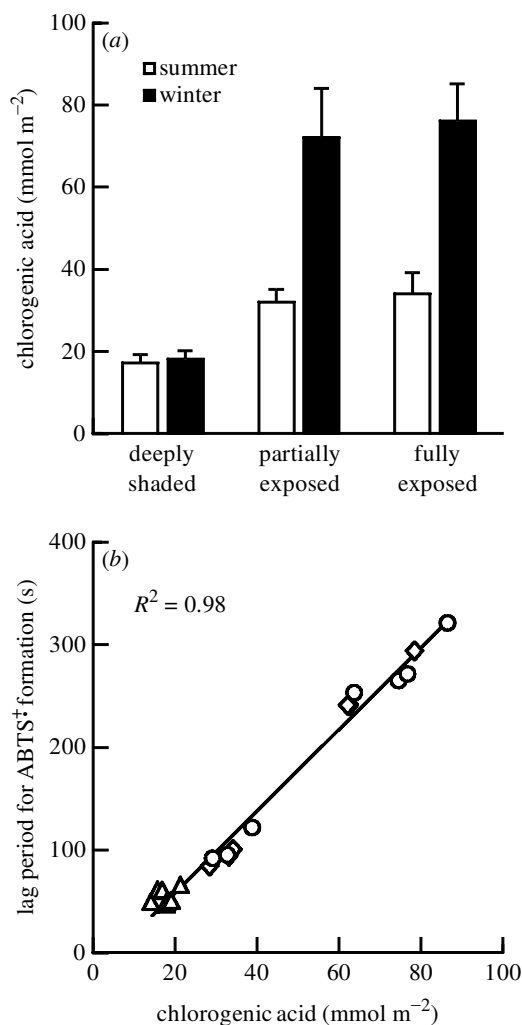 100
(a)
summer
winter
80
60
40
20
0
chlorogenic acid (mmol m−2)
deeply shaded
partially exposed
fully exposed
400
(b)
R2 = 0.98
300
200
100
0
lag period for ABTS‡ formation (s)
0 20 40 60 80 100
chlorogenic acid (mmol m−2)